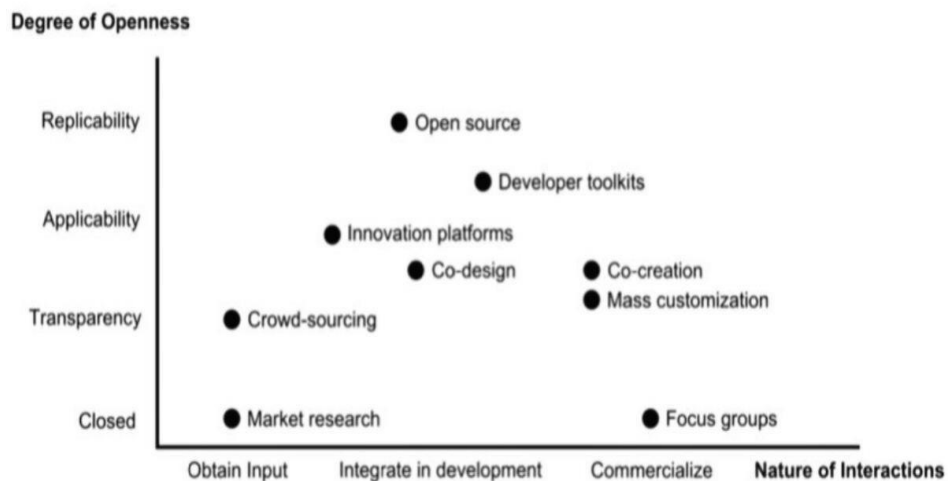 Degree of Openness
Replicability
Open source
Developer toolkits
Applicability
Innovation platforms
Co-design
Co-creation
Mass customization
Transparency
Crowd-sourcing
Closed
Market research
Focus groups
Obtain Input
Integrate in development
Commercialize
Nature of Interactions